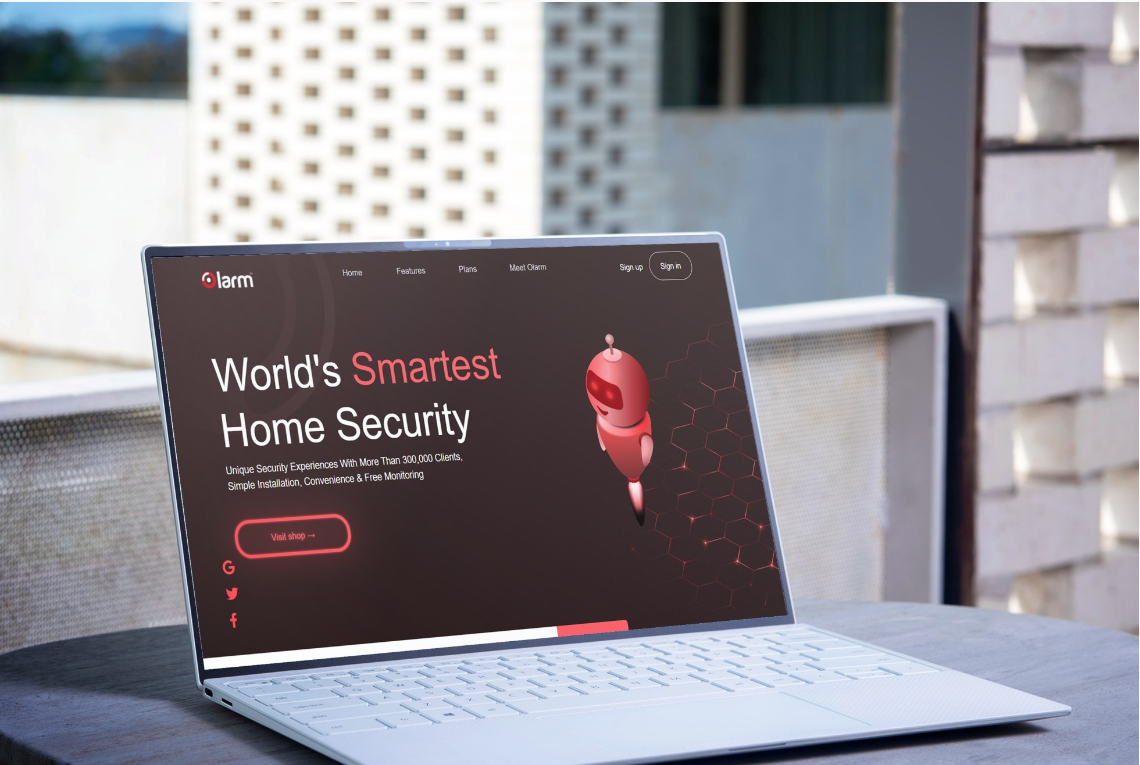 Olarm
Home Features Plans Meet Olarm Sign up Sign in
World's Smartest
Home Security
Unique Security Experiences With More Than 300,000 Clients,
Simple Installation, Convenience & Free Monitoring
Visit shop →